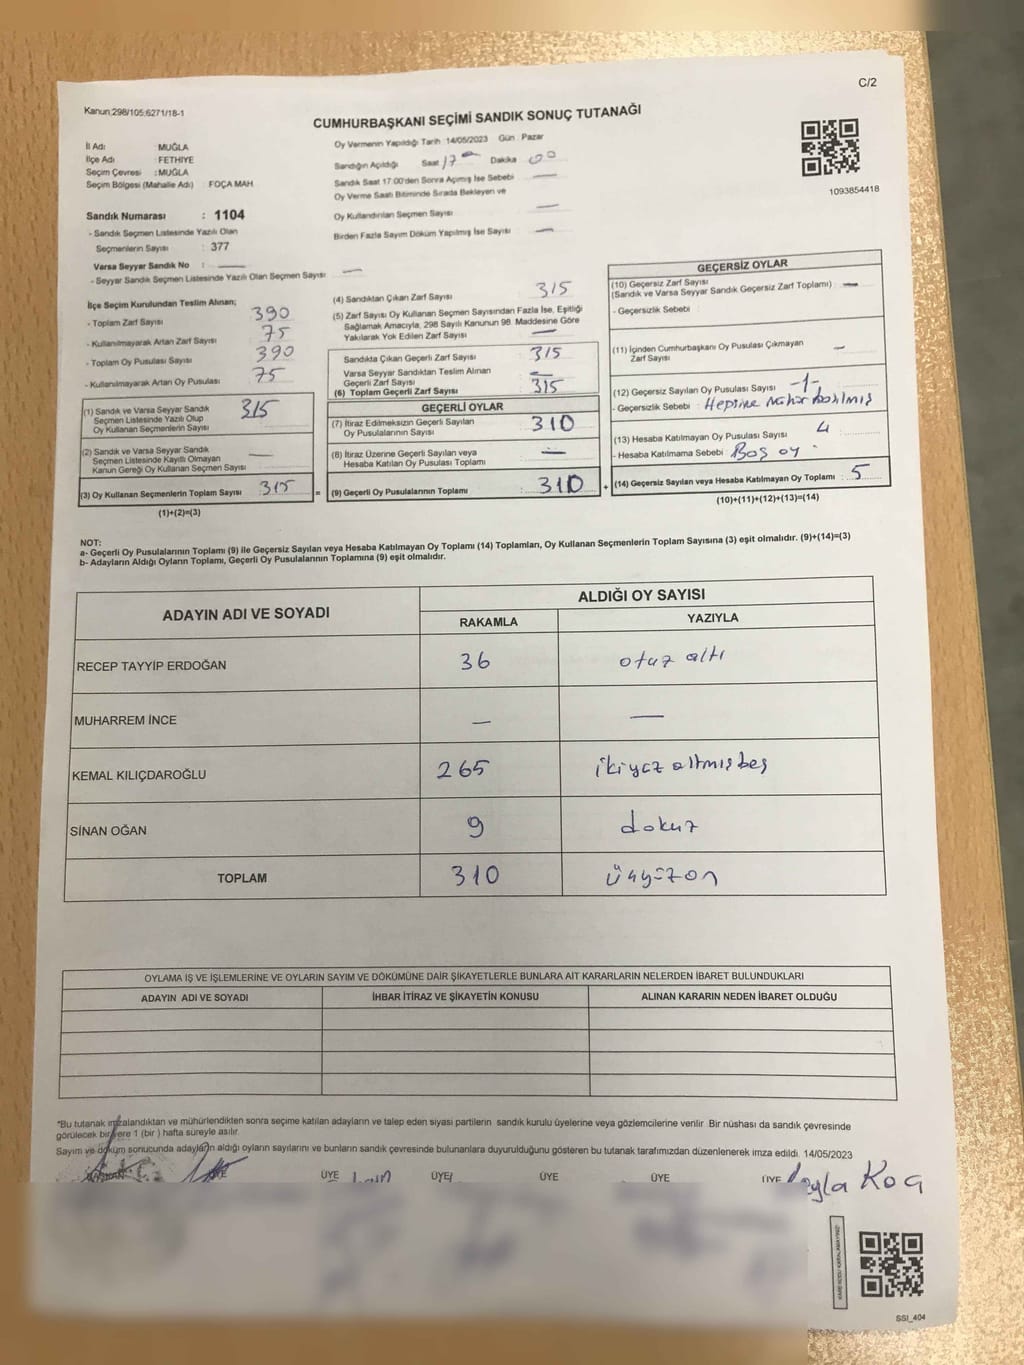 C/2
Kanun:298/105;6271/18-1
CUMHURBAŞKANI SEÇİMİ SANDIK SONUÇ TUTANAĞI
İl Adı : MUĞLA
İlçe Adı : FETHİYE
Seçim Çevresi : MUĞLA
Seçim Bölgesi (Mahalle Adı) : FOÇA MAH.
Oy Vermenin Yapıldığı Tarih :14/05/2023 Gün : Pazar
Sandığın Açıldığı Saat 17 Dakika 00
Sandık Saat 17:00'den Sonra Açımış İse Sebebi —
Oy Verme Saati Bitiminde Sırada Bekleyen ve
Oy Kullandırılan Seçmen Sayısı —
Birden Fazla Sayım Döküm Yapılmış İse Sayısı —
1093854418
Sandık Numarası : 1104
- Sandık Seçmen Listesinde Yazılı Olan
Seçmenlerin Sayısı : 377
Varsa Seyyar Sandık No :
- Seyyar Sandık Seçmen Listesinde Yazılı Olan Seçmen Sayısı : —
İlçe Seçim Kurulundan Teslim Alınan;
- Toplam Zarf Sayısı 390
- Kullanılmayarak Artan Zarf Sayısı 75
- Toplam Oy Pusulası Sayısı 390
- Kullanılmayarak Artan Oy Pusulası 75
(1) Sandık ve Varsa Seyyar Sandık 315
Seçmen Listesinde Yazılı Olup
Oy Kullanan Seçmenlerin Sayısı
(2) Sandık ve Varsa Seyyar Sandık
Seçmen Listesinde Kayıtlı Olmayan —
Kanun Gereği Oy Kullanan Seçmen Sayısı
(3) Oy Kullanan Seçmenlerin Toplam Sayısı 315
(1)+(2)=(3)
(4) Sandıktan Çıkan Zarf Sayısı : 315
(5) Zarf Sayısı Oy Kullanan Seçmen Sayısından Fazla İse, Eşitliği
Sağlamak Amacıyla, 298 Sayılı Kanunun 98. Maddesine Göre
Yakılarak Yok Edilen Zarf Sayısı : —
Sandıkta Çıkan Geçerli Zarf Sayısı : 315
Varsa Seyyar Sandıktan Teslim Alınan
Geçerli Zarf Sayısı : —
(6) Toplam Geçerli Zarf Sayısı : 315
GEÇERLİ OYLAR
(7) İtiraz Edilmeksizin Geçerli Sayılan
Oy Pusulalarının Sayısı : 310
(8) İtiraz Üzerine Geçerli Sayılan veya
Hesaba Katılan Oy Pusulası Toplamı : —
= (9) Geçerli Oy Pusulalarının Toplamı : 310
GEÇERSİZ OYLAR
(10) Geçersiz Zarf Sayısı
(Sandık ve Varsa Seyyar Sandık Geçersiz Zarf Toplamı) : —
- Geçersizlik Sebebi :
(11) İçinden Cumhurbaşkanı Oy Pusulası Çıkmayan
Zarf Sayısı : —
(12) Geçersiz Sayılan Oy Pusulası Sayısı : -1-
- Geçersizlik Sebebi : Hepsine
(13) Hesaba Katılmayan Oy Pusulası Sayısı : 4
- Hesaba Katılmama Sebebi : Boş oy
+ (14) Geçersiz Sayılan veya Hesaba Katılmayan Oy Toplamı : 5
(10)+(11)+(12)+(13)=(14)
NOT:
a- Geçerli Oy Pusulalarının Toplamı (9) ile Geçersiz Sayılan veya Hesaba Katılmayan Oy Toplamı (14) Toplamları, Oy Kullanan Seçmenlerin Toplam Sayısına (3) eşit olmalıdır. (9)+(14)=(3)
b- Adayların Aldığı Oyların Toplamı, Geçerli Oy Pusulalarının Toplamına (9) eşit olmalıdır.
ADAYIN ADI VE SOYADI ALDIĞI OY SAYISI
RAKAMLA YAZIYLA
RECEP TAYYİP ERDOĞAN 36 otuz altı
MUHARREM İNCE — —
KEMAL KILIÇDAROĞLU 265 ikiyüz altmışbeş
SİNAN OĞAN 9 dokuz
TOPLAM 310 üçyüzon
OYLAMA İŞ VE İŞLEMLERİNE VE OYLARIN SAYIM VE DÖKÜMÜNE DAİR ŞİKAYETLERLE BUNLARA AİT KARARLARIN NELERDEN İBARET BULUNDUKLARI
ADAYIN ADI VE SOYADI İHBAR İTİRAZ VE ŞİKAYETİN KONUSU ALINAN KARARIN NEDEN İBARET OLDUĞU
*Bu tutanak imzalandıktan ve mühürlendikten sonra seçime katılan adayların ve talep eden siyasi partilerin sandık kurulu üyelerine veya gözlemcilerine verilir. Bir nüshası da sandık çevresinde
görülecek bir yere 1 (bir) hafta süreyle asılır.
Sayım ve döküm sonucunda adayların aldığı oyların sayılarını ve bunların sandık çevresinde bulunanlara duyurulduğunu gösteren bu tutanak tarafımızdan düzenlenerek imza edildi. 14/05/2023
ÜYE ÜYE ÜYE ÜYE ÜYE
Koç
SSI_404